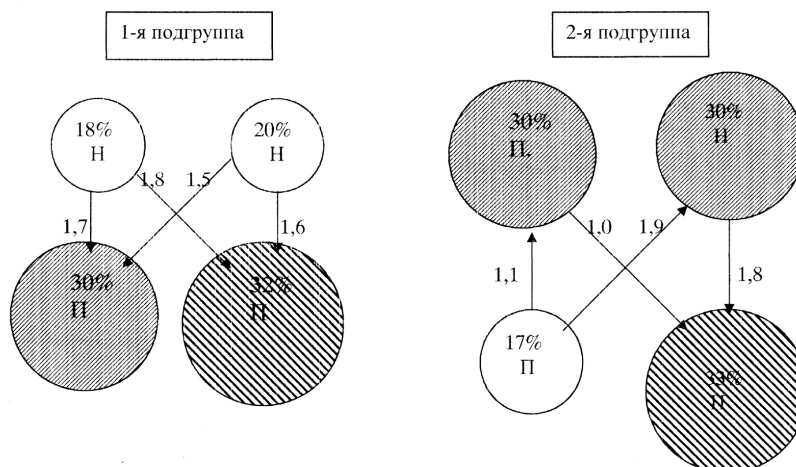 1-я подгруппа
18%
Н
20%
Н
1,8
1,5
1,7
1,6
30%
П
32%
П
2-я подгруппа
30%
П.
30%
Н
1,0
1,9
1,1
1,8
17%
П
33%
Н